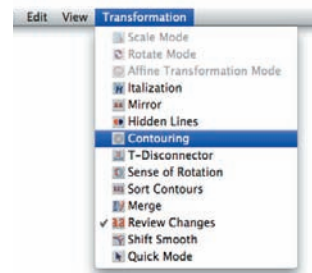 Edit View Transformation
Scale Mode
Rotate Mode
Affine Transformation Mode
Italization
Mirror
Hidden Lines
Contouring
T-Disconnector
Sense of Rotation
Sort Contours
Merge
✓ Review Changes
Shift Smooth
Quick Mode